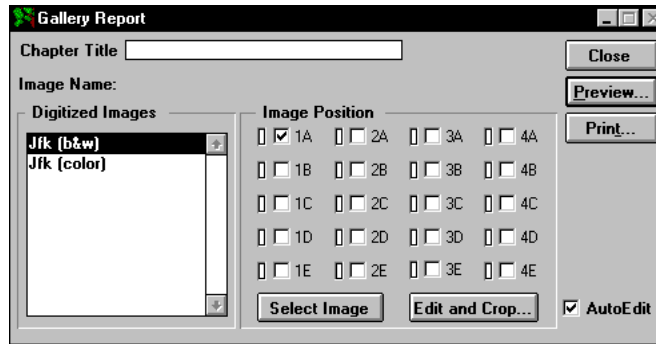 Gallery Report
Chapter Title
Close
Image Name:
Preview...
Digitized Images
Image Position
Print...
Jfk (b&w)
Jfk (color)
1A 2A 3A 4A
1B 2B 3B 4B
1C 2C 3C 4C
1D 2D 3D 4D
1E 2E 3E 4E
Select Image
Edit and Crop...
AutoEdit